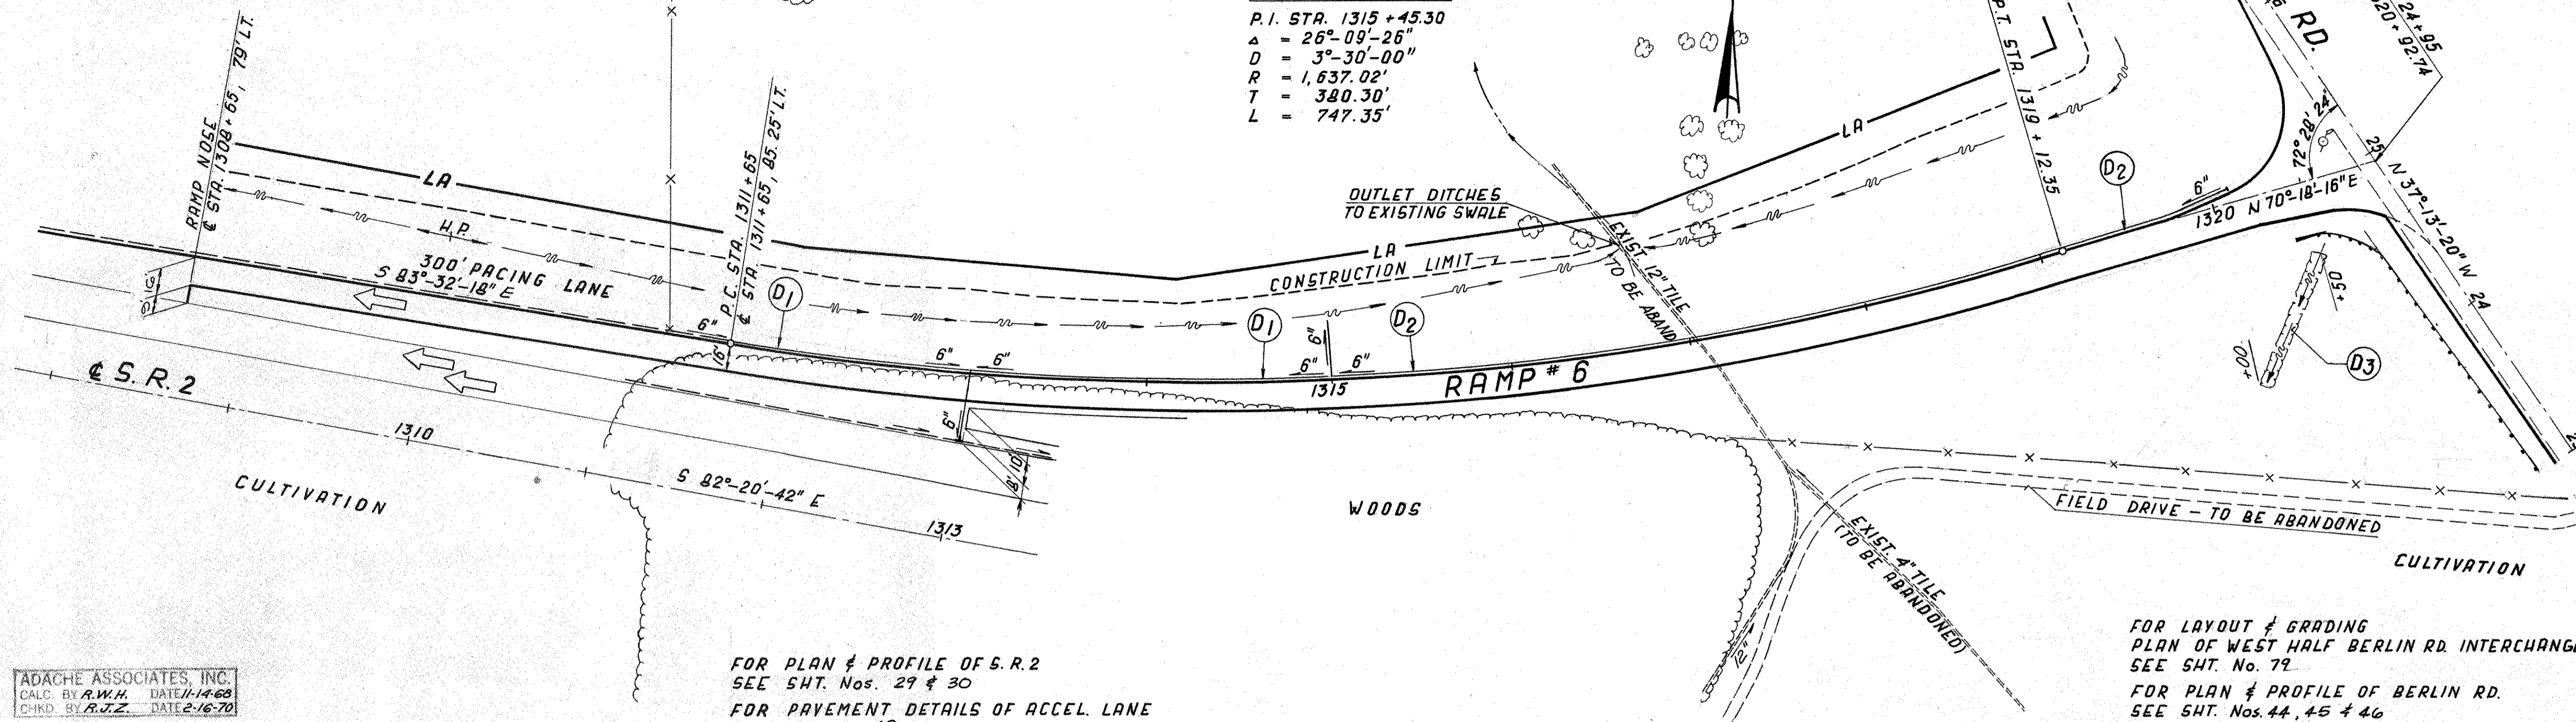 P.I. STA. 1315 + 45.30
Δ = 26°-09'-26"
D = 3°-30'-00"
R = 1,637.02'
T = 380.30'
L = 747.35'
RAMP NOSE
℄ STA. 1308 + 65, 79' LT.
P.C. STA. 1311 + 65
℄ STA. 1311 + 65, 85.25' LT.
P.T. STA. 1319 + 12.35
RD.
24 + 95
20 + 92.74
LA
LA
LA
H.P.
300' PACING LANE
S 83°-32'-18" E
16'
6"
16'
D1
6"
6"
D1
6"
6"
6"
D2
1315
RAMP # 6
CONSTRUCTION LIMIT
OUTLET DITCHES
TO EXISTING SWALE
EXIST. 12" TILE
TO BE ABAND.
D2
6"
1320
N 70°-18'-16" E
72° 28'
24'
25
N 37°-13'-20" W
24
+50
+00
D3
℄ S.R. 2
1310
S 82°-20'-42" E
1313
6"
8'
10'
CULTIVATION
WOODS
FIELD DRIVE - TO BE ABANDONED
EXIST. 4" TILE
(TO BE ABANDONED)
12"
CULTIVATION
ADACHE ASSOCIATES, INC.
CALC. BY R.W.H. DATE 11-14-68
CHKD. BY R.J.Z. DATE 2-16-70
FOR PLAN & PROFILE OF S.R. 2
SEE SHT. Nos. 29 & 30
FOR PAVEMENT DETAILS OF ACCEL. LANE
FOR LAYOUT & GRADING
PLAN OF WEST HALF BERLIN RD. INTERCHANGE
SEE SHT. No. 79
FOR PLAN & PROFILE OF BERLIN RD.
SEE SHT. Nos. 44, 45 & 46